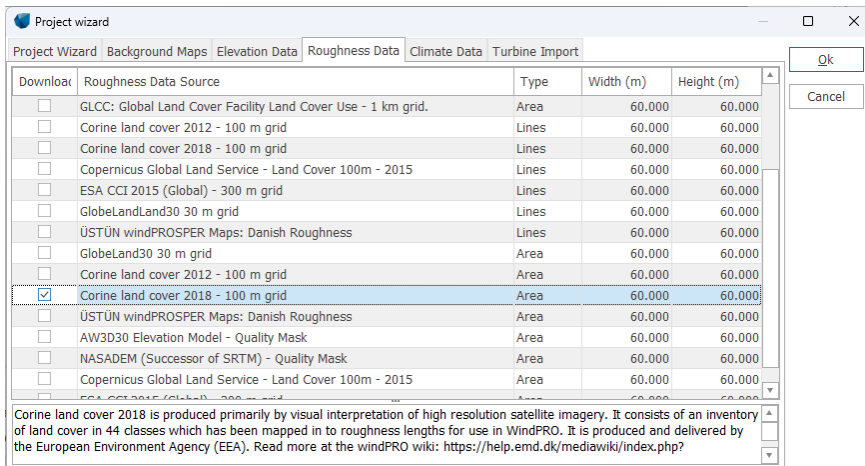 Project wizard
Project Wizard Background Maps Elevation Data Roughness Data Climate Data Turbine Import
Ok
Cancel
Download Roughness Data Source Type Width (m) Height (m)
GLCC: Global Land Cover Facility Land Cover Use - 1 km grid. Area 60.000 60.000
Corine land cover 2012 - 100 m grid Lines 60.000 60.000
Corine land cover 2018 - 100 m grid Lines 60.000 60.000
Copernicus Global Land Service - Land Cover 100m - 2015 Lines 60.000 60.000
ESA CCI 2015 (Global) - 300 m grid Lines 60.000 60.000
GlobeLandLand30 30 m grid Lines 60.000 60.000
ÜSTÜN windPROSPER Maps: Danish Roughness Lines 60.000 60.000
GlobeLand30 30 m grid Area 60.000 60.000
Corine land cover 2012 - 100 m grid Area 60.000 60.000
Corine land cover 2018 - 100 m grid Area 60.000 60.000
ÜSTÜN windPROSPER Maps: Danish Roughness Area 60.000 60.000
AW3D30 Elevation Model - Quality Mask Area 60.000 60.000
NASADEM (Successor of SRTM) - Quality Mask Area 60.000 60.000
Copernicus Global Land Service - Land Cover 100m - 2015 Area 60.000 60.000
Corine land cover 2018 is produced primarily by visual interpretation of high resolution satellite imagery. It consists of an inventory
of land cover in 44 classes which has been mapped in to roughness lengths for use in WindPRO. It is produced and delivered by
the European Environment Agency (EEA). Read more at the windPRO wiki: https://help.emd.dk/mediawiki/index.php?